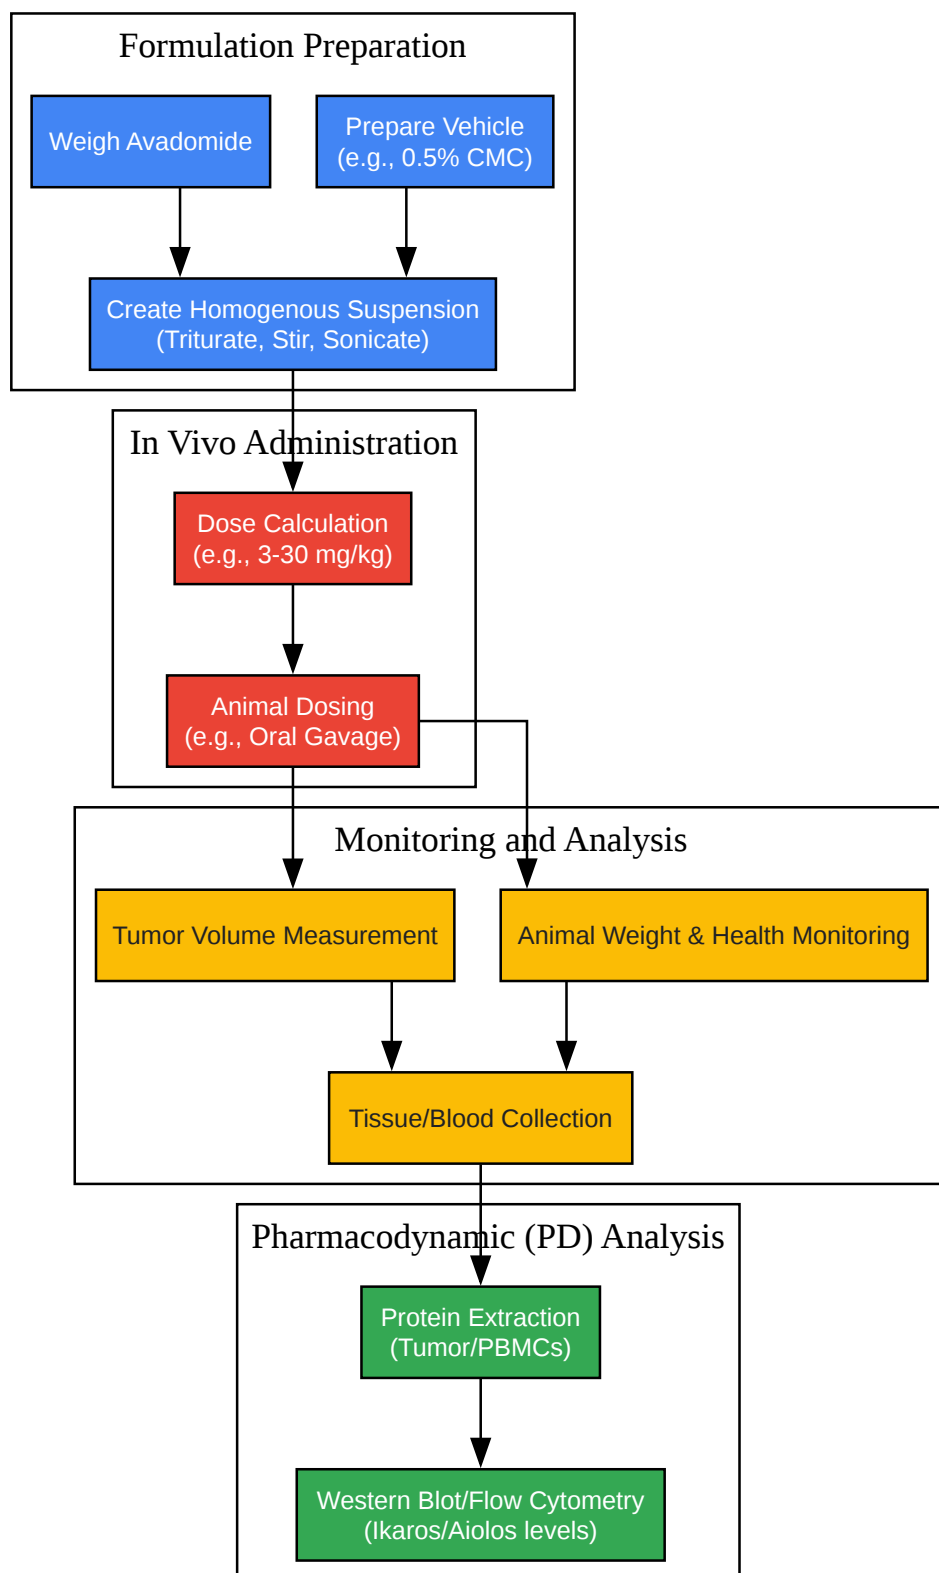 Formulation Preparation
Weigh Avadomide
Prepare Vehicle
(e.g., 0.5% CMC)
Create Homogenous Suspension
(Triturate, Stir, Sonicate)
In Vivo Administration
Dose Calculation
(e.g., 3-30 mg/kg)
Animal Dosing
(e.g., Oral Gavage)
Monitoring and Analysis
Tumor Volume Measurement
Animal Weight & Health Monitoring
Tissue/Blood Collection
Pharmacodynamic (PD) Analysis
Protein Extraction
(Tumor/PBMCs)
Western Blot/Flow Cytometry
(Ikaros/Aiolos levels)